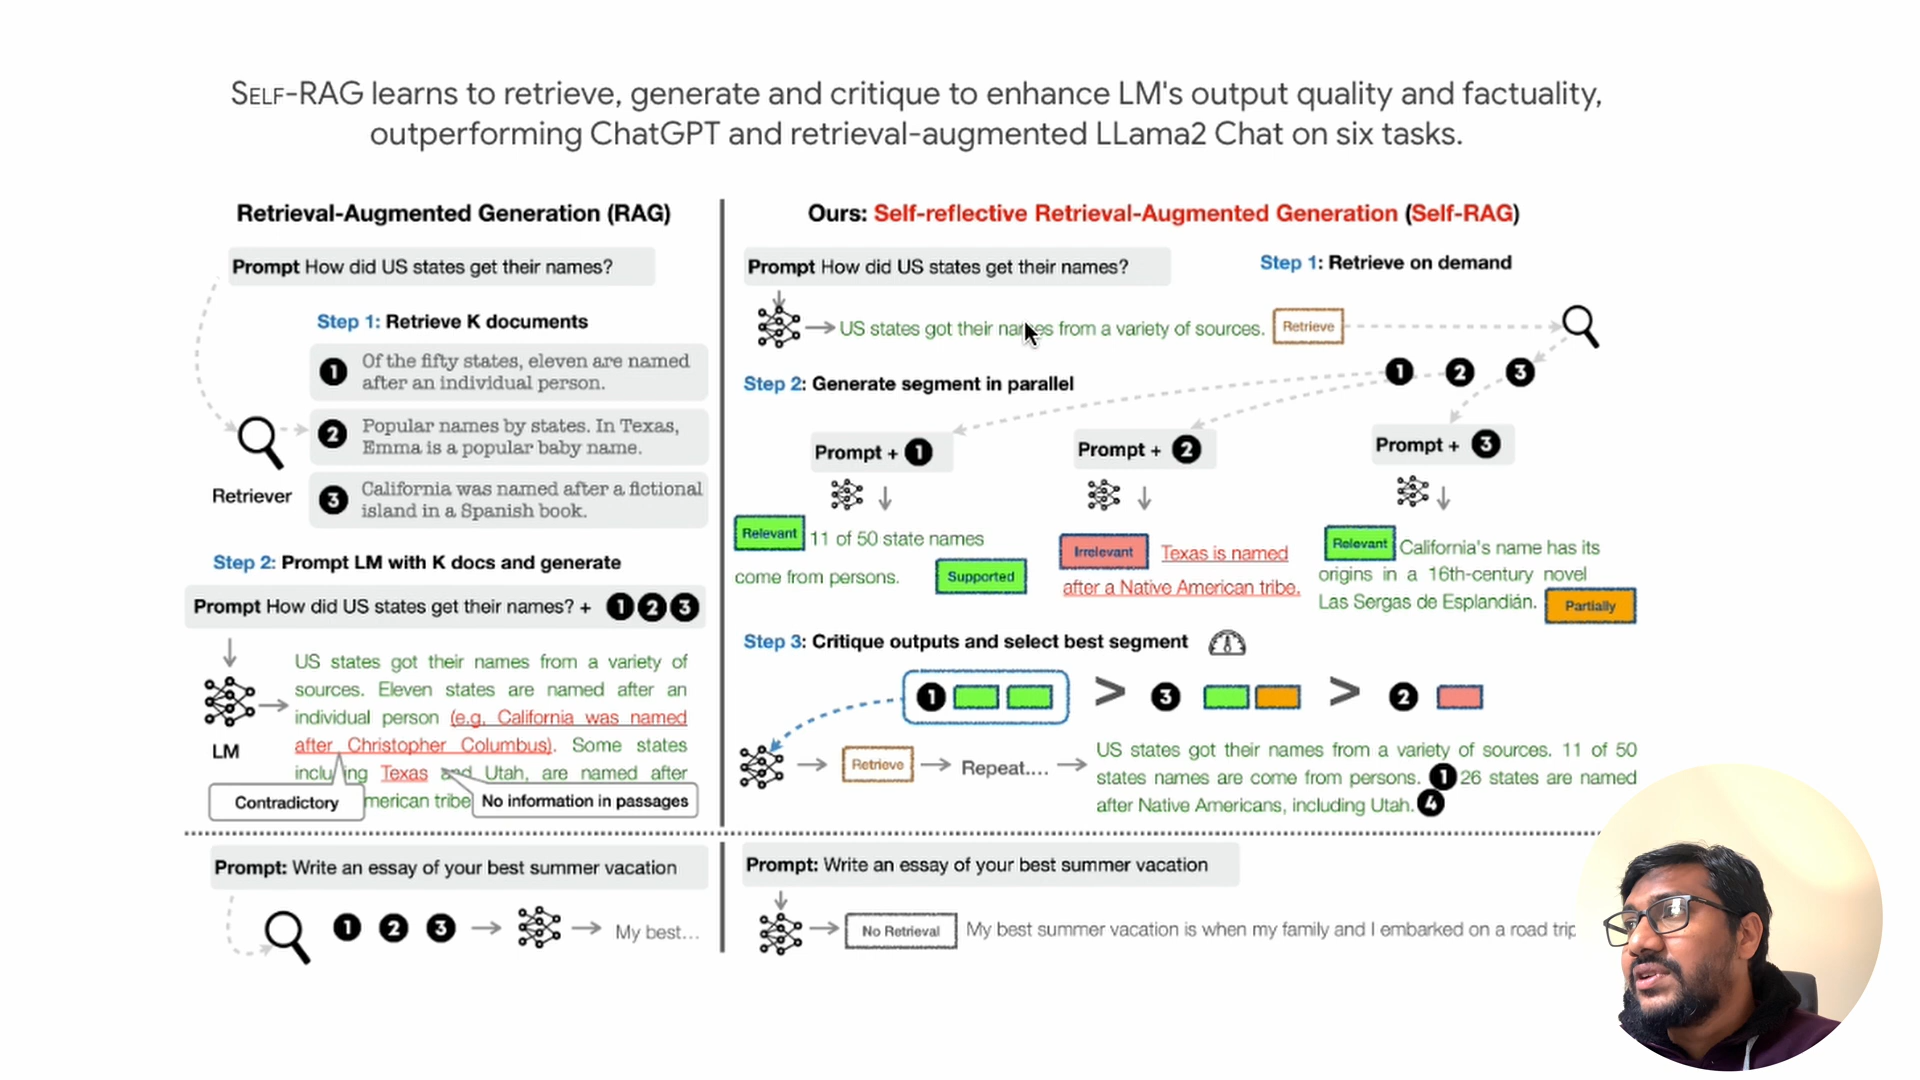 SELF-RAG learns to retrieve, generate and critique to enhance LM's output quality and factuality,
outperforming ChatGPT and retrieval-augmented LLama2 Chat on six tasks.
Retrieval-Augmented Generation (RAG)
Prompt How did US states get their names?
Step 1: Retrieve K documents
1 Of the fifty states, eleven are named
after an individual person.
2 Popular names by states. In Texas,
Emma is a popular baby name.
3 California was named after a fictional
island in a Spanish book.
Retriever
Step 2: Prompt LM with K docs and generate
Prompt How did US states get their names? + 1 2 3
US states got their names from a variety of
sources. Eleven states are named after an
individual person (e.g, California was named
after Christopher Columbus). Some states
including Texas and Utah, are named after
merican tribe
LM
Contradictory
No information in passages
Prompt: Write an essay of your best summer vacation
1 2 3
My best...
Ours: Self-reflective Retrieval-Augmented Generation (Self-RAG)
Prompt How did US states get their names?
Step 1: Retrieve on demand
US states got their names from a variety of sources. Retrieve
1 2 3
Step 2: Generate segment in parallel
Prompt + 1
Relevant 11 of 50 state names
come from persons. Supported
Prompt + 2
Irrelevant Texas is named
after a Native American tribe.
Prompt + 3
Relevant California's name has its
origins in a 16th-century novel
Las Sergas de Esplandián. Partially
Step 3: Critique outputs and select best segment
1 > 3 > 2
Retrieve Repeat....
US states got their names from a variety of sources. 11 of 50
states names are come from persons. 1 26 states are named
after Native Americans, including Utah. 4
Prompt: Write an essay of your best summer vacation
No Retrieval My best summer vacation is when my family and I embarked on a road trip